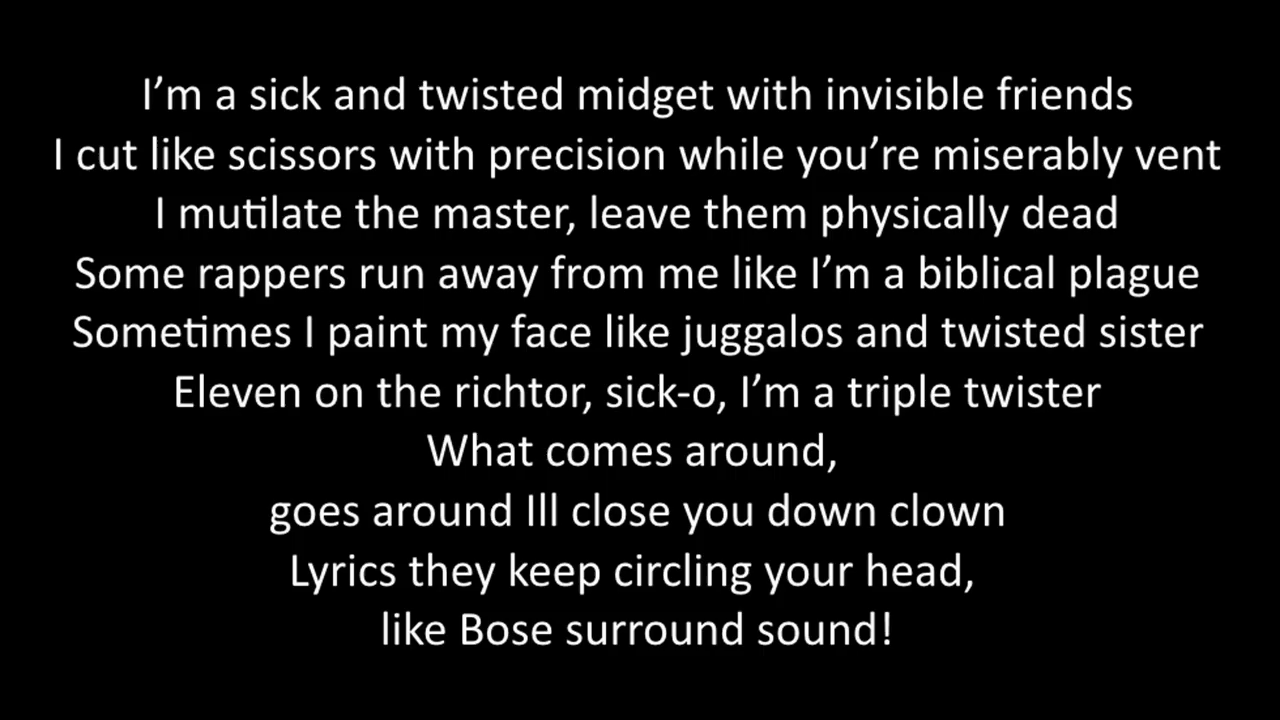 I'm a sick and twisted midget with invisible friends
I cut like scissors with precision while you're miserably vent
I mutilate the master, leave them physically dead
Some rappers run away from me like I'm a biblical plague
Sometimes I paint my face like juggalos and twisted sister
Eleven on the richtor, sick-o, I'm a triple twister
What comes around,
goes around Ill close you down clown
Lyrics they keep circling your head,
like Bose surround sound!